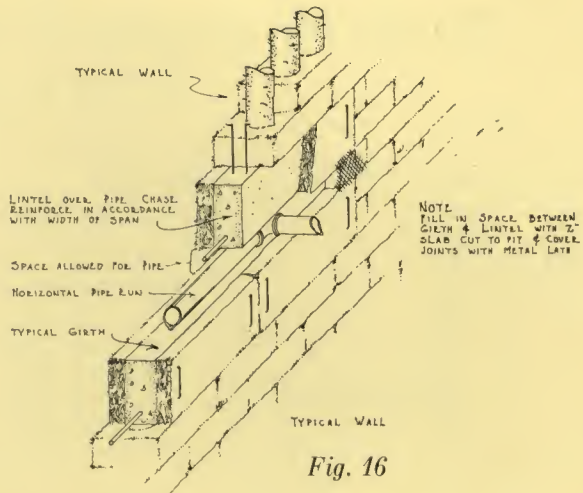 TYPICAL WALL
LINTEL OVER PIPE CHASE
REINFORCE IN ACCORDANCE
WITH WIDTH OF SPAN
SPACE ALLOWED FOR PIPE
HORIZONTAL PIPE RUN
TYPICAL GIRTH
NOTE
FILL IN SPACE BETWEEN
GIRTH & LINTEL WITH 2"
SLAB CUT TO FIT & COVER
JOINTS WITH METAL LATH
TYPICAL WALL
Fig. 16